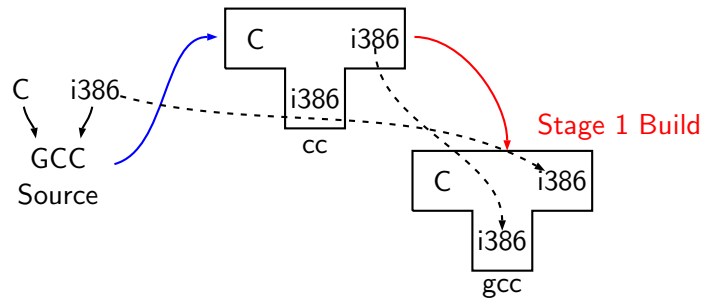 C i386
i386
cc
C i386
GCC
Source
Stage 1 Build
C i386
i386
gcc